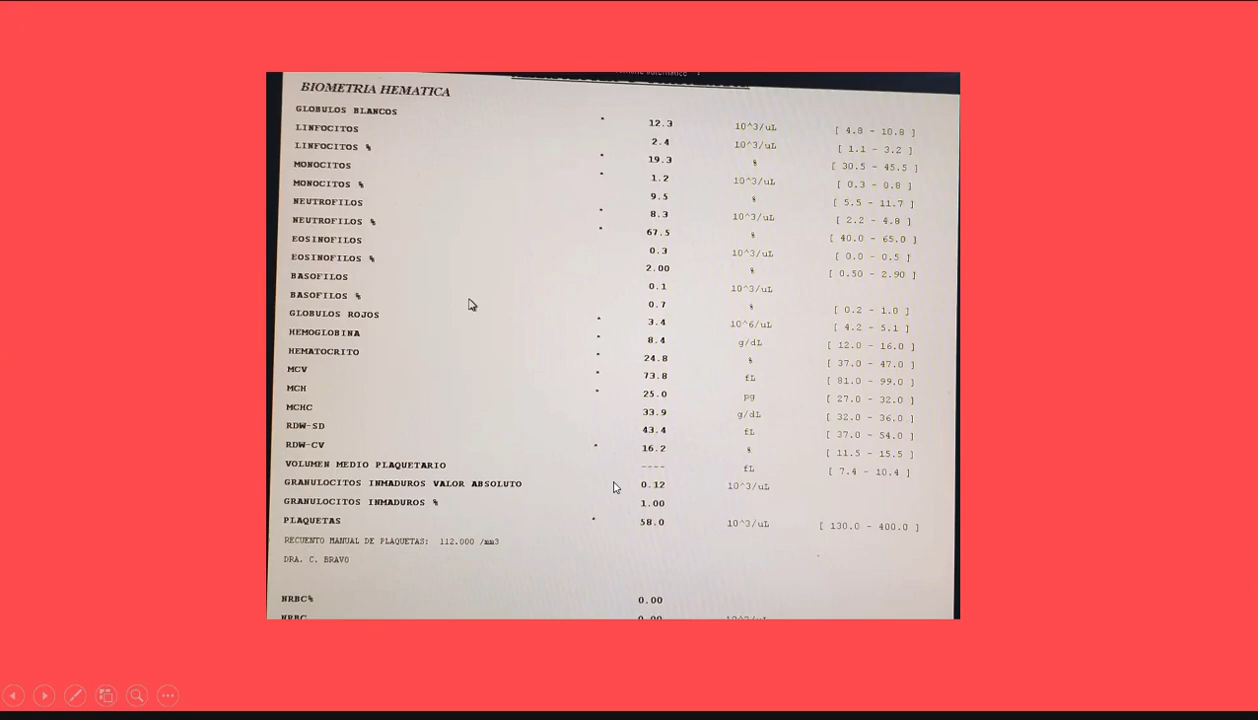 BIOMETRIA HEMATICA
GLOBULOS BLANCOS * 12.3 10^3/uL [ 4.8 - 10.8 ]
LINFOCITOS 2.4 10^3/uL [ 1.1 - 3.2 ]
LINFOCITOS % * 19.3 % [ 30.5 - 45.5 ]
MONOCITOS * 1.2 10^3/uL [ 0.3 - 0.8 ]
MONOCITOS % 9.5 % [ 5.5 - 11.7 ]
NEUTROFILOS * 8.3 10^3/uL [ 2.2 - 4.8 ]
NEUTROFILOS % * 67.5 % [ 40.0 - 65.0 ]
EOSINOFILOS 0.3 10^3/uL [ 0.0 - 0.5 ]
EOSINOFILOS % 2.00 % [ 0.50 - 2.90 ]
BASOFILOS 0.1 10^3/uL
BASOFILOS % 0.7 % [ 0.2 - 1.0 ]
GLOBULOS ROJOS * 3.4 10^6/uL [ 4.2 - 5.1 ]
HEMOGLOBINA * 8.4 g/dL [ 12.0 - 16.0 ]
HEMATOCRITO * 24.8 % [ 37.0 - 47.0 ]
MCV * 73.8 fL [ 81.0 - 99.0 ]
MCH * 25.0 pg [ 27.0 - 32.0 ]
MCHC 33.9 g/dL [ 32.0 - 36.0 ]
RDW-SD 43.4 fL [ 37.0 - 54.0 ]
RDW-CV * 16.2 % [ 11.5 - 15.5 ]
VOLUMEN MEDIO PLAQUETARIO ---- fL [ 7.4 - 10.4 ]
GRANULOCITOS INMADUROS VALOR ABSOLUTO 0.12 10^3/uL
GRANULOCITOS INMADUROS % 1.00
PLAQUETAS * 58.0 10^3/uL [ 130.0 - 400.0 ]
RECUENTO MANUAL DE PLAQUETAS: 112.000 /mm3
DRA. C. BRAVO
NRBC% 0.00
NRBC 0.00 10^3/uL